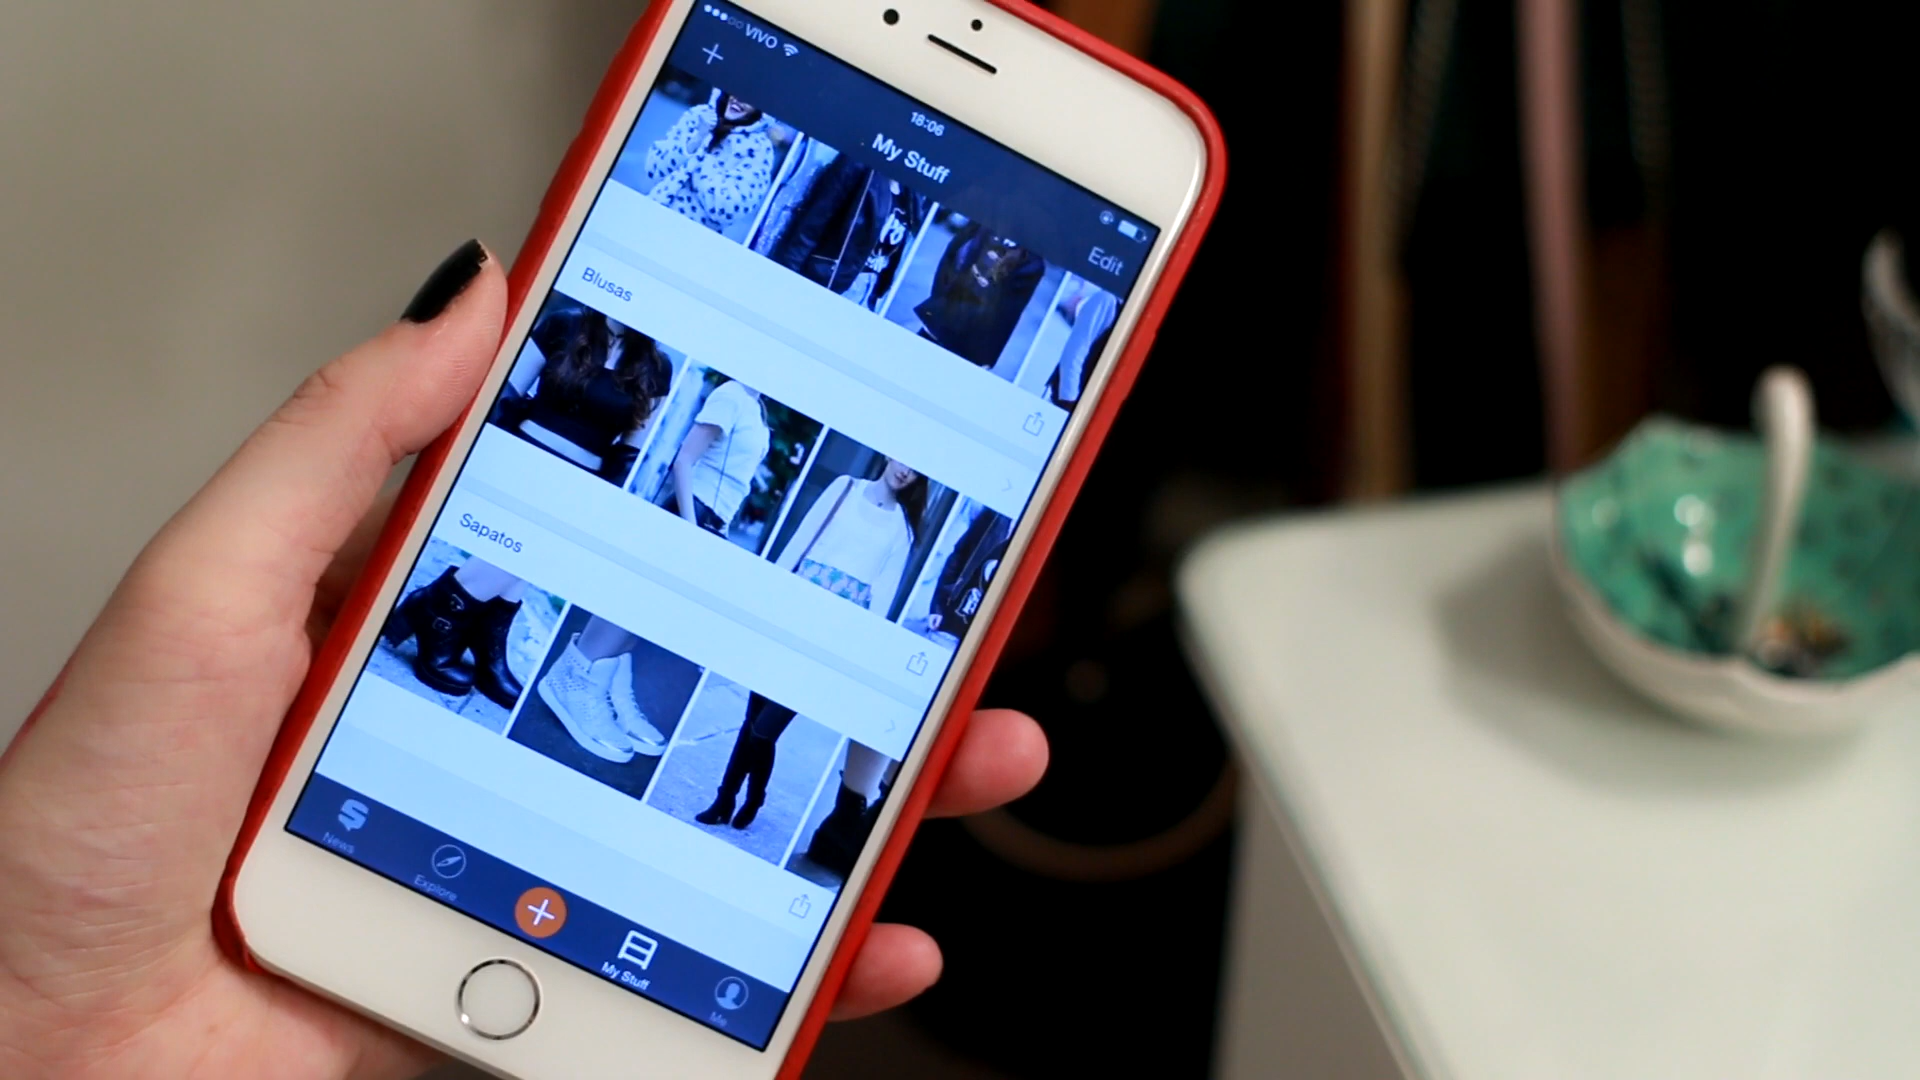 VIVO
18:06
My Stuff
Edit
Blusas
Sapatos
News
Explore
My Stuff
Me